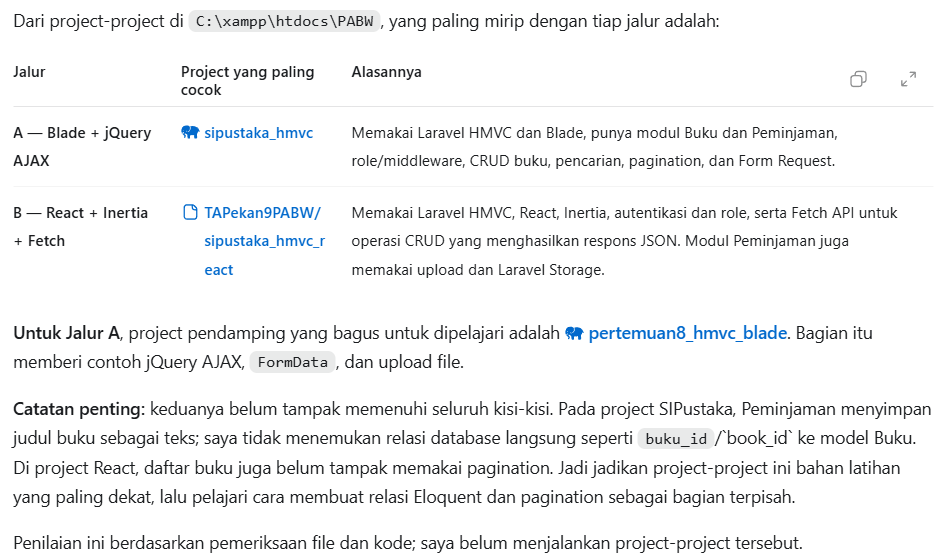 Dari project-project di C:\xampp\htdocs\PABW, yang paling mirip dengan tiap jalur adalah:
Jalur
Project yang paling
cocok
Alasannya
A — Blade + jQuery
AJAX
sipustaka_hmvc
Memakai Laravel HMVC dan Blade, punya modul Buku dan Peminjaman,
role/middleware, CRUD buku, pencarian, pagination, dan Form Request.
B — React + Inertia
+ Fetch
TAPekan9PABW/
sipustaka_hmvc_r
eact
Memakai Laravel HMVC, React, Inertia, autentikasi dan role, serta Fetch API untuk
operasi CRUD yang menghasilkan respons JSON. Modul Peminjaman juga
memakai upload dan Laravel Storage.
Untuk Jalur A, project pendamping yang bagus untuk dipelajari adalah pertemuan8_hmvc_blade. Bagian itu
memberi contoh jQuery AJAX, FormData, dan upload file.
Catatan penting: keduanya belum tampak memenuhi seluruh kisi-kisi. Pada project SIPustaka, Peminjaman menyimpan
judul buku sebagai teks; saya tidak menemukan relasi database langsung seperti buku_id/`book_id` ke model Buku.
Di project React, daftar buku juga belum tampak memakai pagination. Jadi jadikan project-project ini bahan latihan
yang paling dekat, lalu pelajari cara membuat relasi Eloquent dan pagination sebagai bagian terpisah.
Penilaian ini berdasarkan pemeriksaan file dan kode; saya belum menjalankan project-project tersebut.